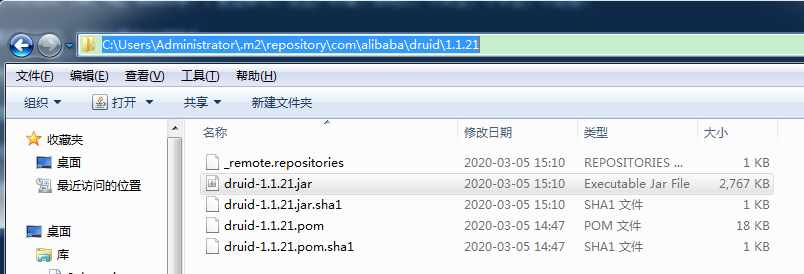 C:\Users\Administrator\.m2\repository\com\alibaba\druid\1.1.21
文件(F) 编辑(E) 查看(V) 工具(T) 帮助(H)
组织 打开 共享 新建文件夹
收藏夹
桌面
最近访问的位置
桌面
库
名称 修改日期 类型 大小
_remote.repositories 2020-03-05 15:10 REPOSITORIES ... 1 KB
druid-1.1.21.jar 2020-03-05 15:10 Executable Jar File 2,767 KB
druid-1.1.21.jar.sha1 2020-03-05 15:10 SHA1 文件 1 KB
druid-1.1.21.pom 2020-03-05 14:47 POM 文件 18 KB
druid-1.1.21.pom.sha1 2020-03-05 14:47 SHA1 文件 1 KB